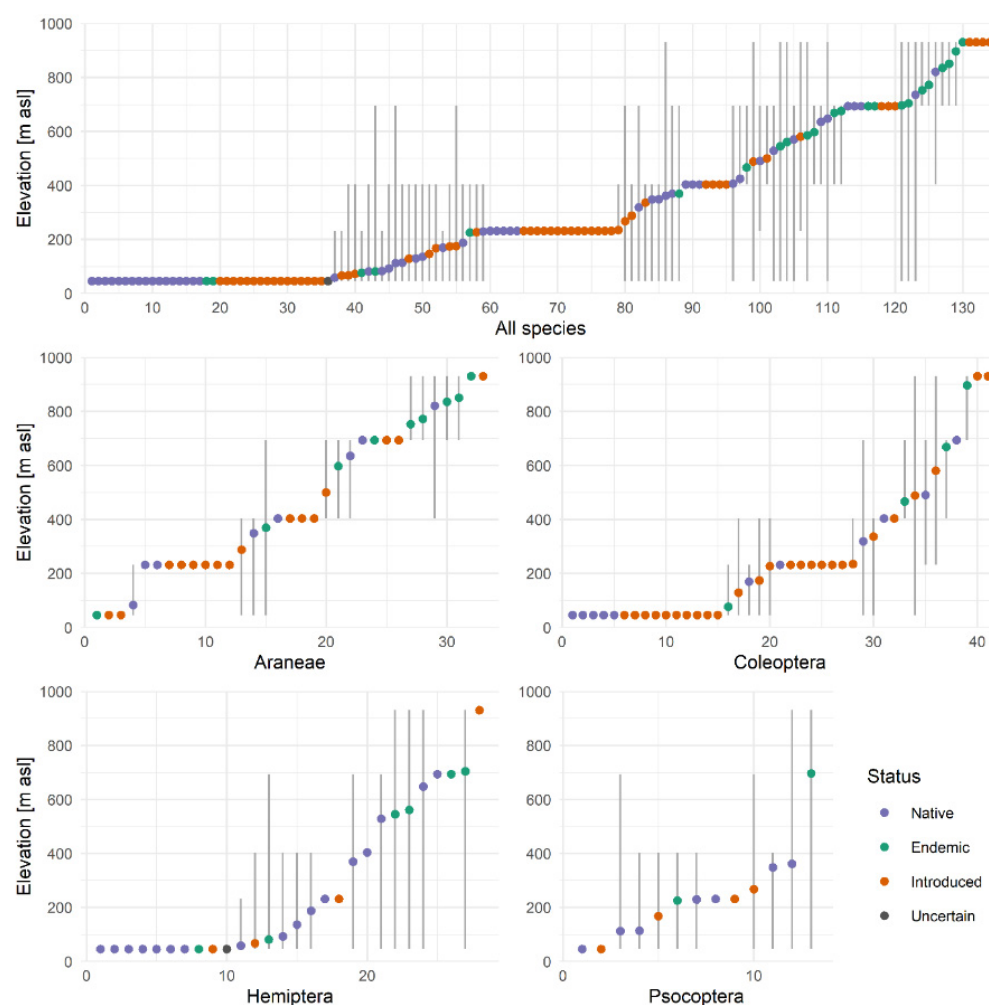 1000
800
600
400
200
0
Elevation [m asl]
0 10 20 30 40 50 60 70 80 90 100 110 120 130
All species
1000
800
600
400
200
0
Elevation [m asl]
0 10 20 30
Araneae
1000
800
600
400
200
0
0 10 20 30 40
Coleoptera
1000
800
600
400
200
0
Elevation [m asl]
0 10 20
Hemiptera
1000
800
600
400
200
0
0 10
Psocoptera
Status
Native
Endemic
Introduced
Uncertain